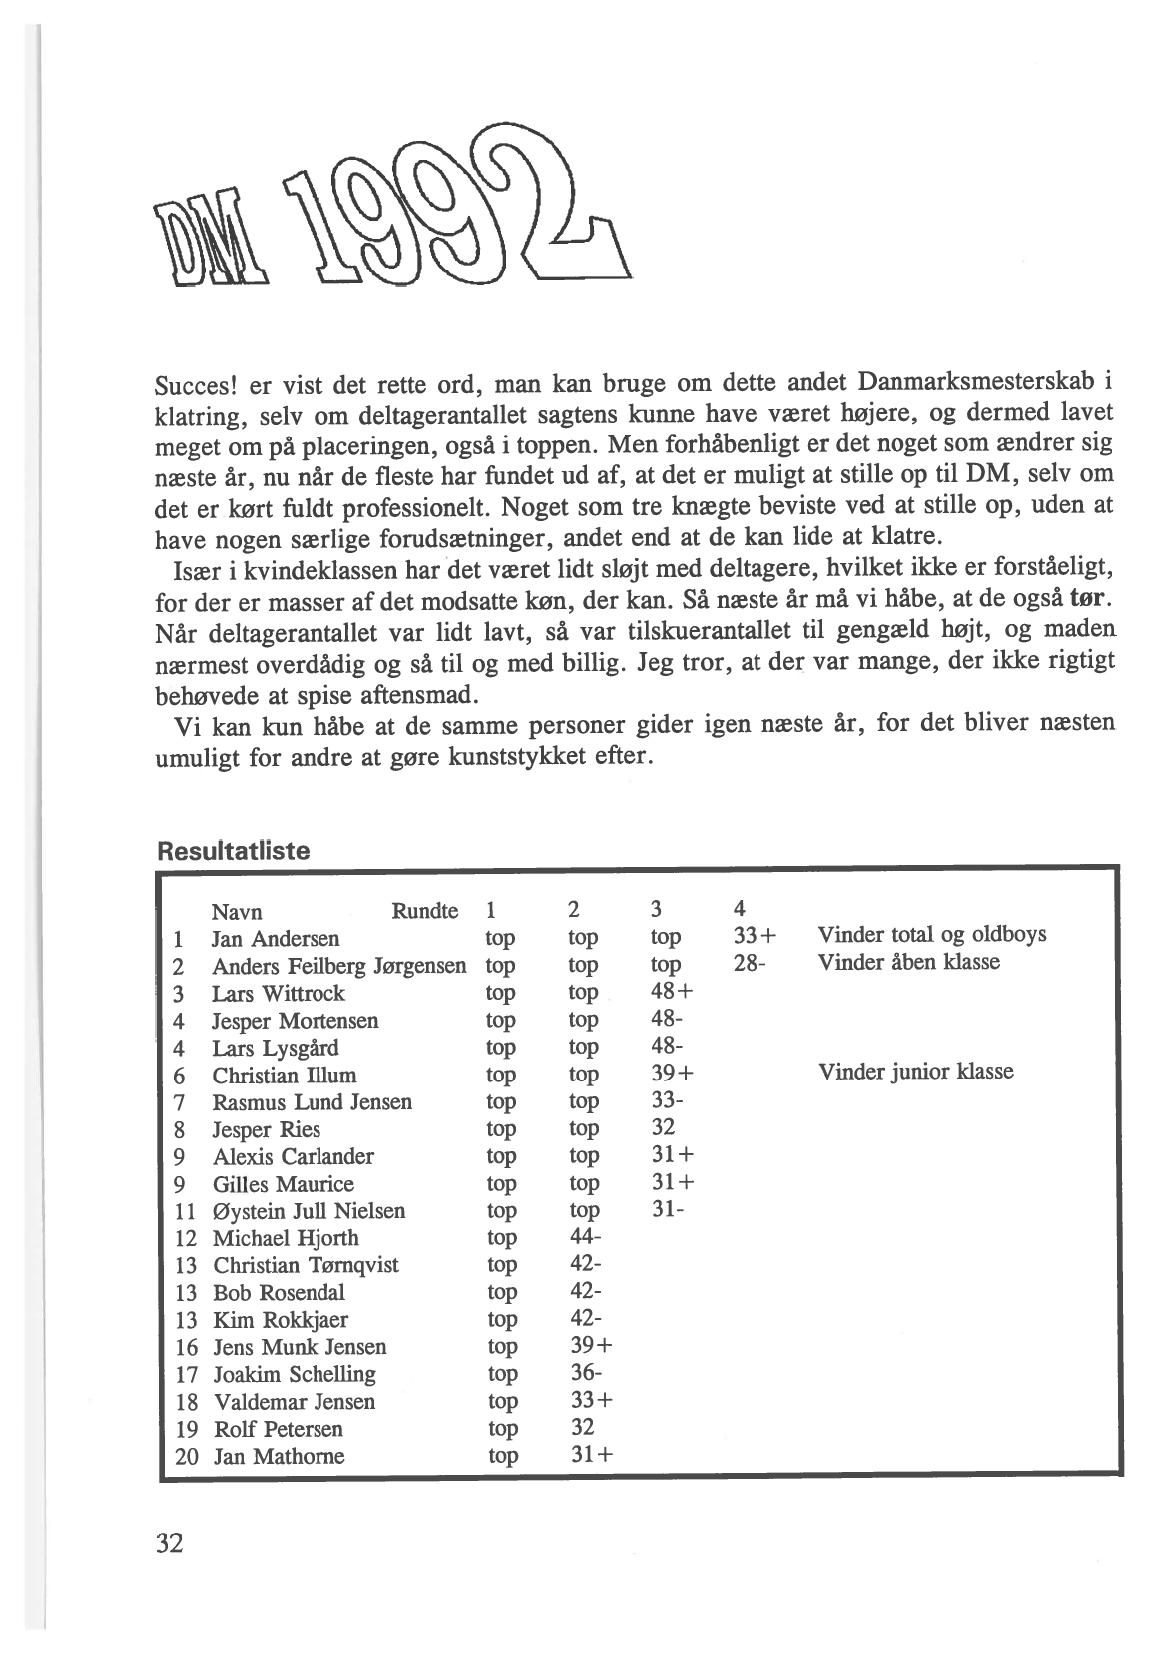 DM 1992
Succes! er vist det rette ord, man kan bruge om dette andet Danmarksmesterskab i
klatring, selv om deltagerantallet sagtens kunne have været højere, og dermed lavet
meget om på placeringen, også i toppen. Men forhåbenligt er det noget som ændrer sig
næste år, nu når de fleste har fundet ud af, at det er muligt at stille op til DM, selv om
det er kørt fuldt professionelt. Noget som tre knægte beviste ved at stille op, uden at
have nogen særlige forudsætninger, andet end at de kan lide at klatre.
Især i kvindeklassen har det været lidt sløjt med deltagere, hvilket ikke er forståeligt,
for der er masser af det modsatte køn, der kan. Så næste år må vi håbe, at de også tør.
Når deltagerantallet var lidt lavt, så var tilskuerantallet til gengæld højt, og maden
nærmest overdådig og så til og med billig. Jeg tror, at der var mange, der ikke rigtigt
behøvede at spise aftensmad.
Vi kan kun håbe at de samme personer gider igen næste år, for det bliver næsten
umuligt for andre at gøre kunststykket efter.
Resultatliste
Navn Rundte 1 2 3 4
1 Jan Andersen top top top 33+ Vinder total og oldboys
2 Anders Feilberg Jørgensen top top top 28- Vinder åben klasse
3 Lars Wittrock top top 48+
4 Jesper Mortensen top top 48-
4 Lars Lysgård top top 48-
6 Christian Illum top top 39+ Vinder junior klasse
7 Rasmus Lund Jensen top top 33-
8 Jesper Ries top top 32
9 Alexis Carlander top top 31+
9 Gilles Maurice top top 31+
11 Øystein Jull Nielsen top top 31-
12 Michael Hjorth top 44-
13 Christian Tørnqvist top 42-
13 Bob Rosendal top 42-
13 Kim Rokkjaer top 42-
16 Jens Munk Jensen top 39+
17 Joakim Schelling top 36-
18 Valdemar Jensen top 33+
19 Rolf Petersen top 32
20 Jan Mathorne top 31+
32